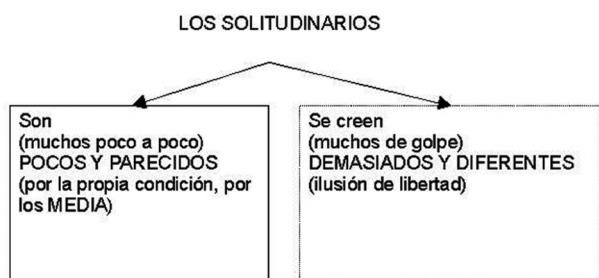 LOS SOLITUDINARIOS
Son
(muchos poco a poco)
POCOS Y PARECIDOS
(por la propia condición, por
los MEDIA)
Se creen
(muchos de golpe)
DEMASIADOS Y DIFERENTES
(ilusión de libertad)